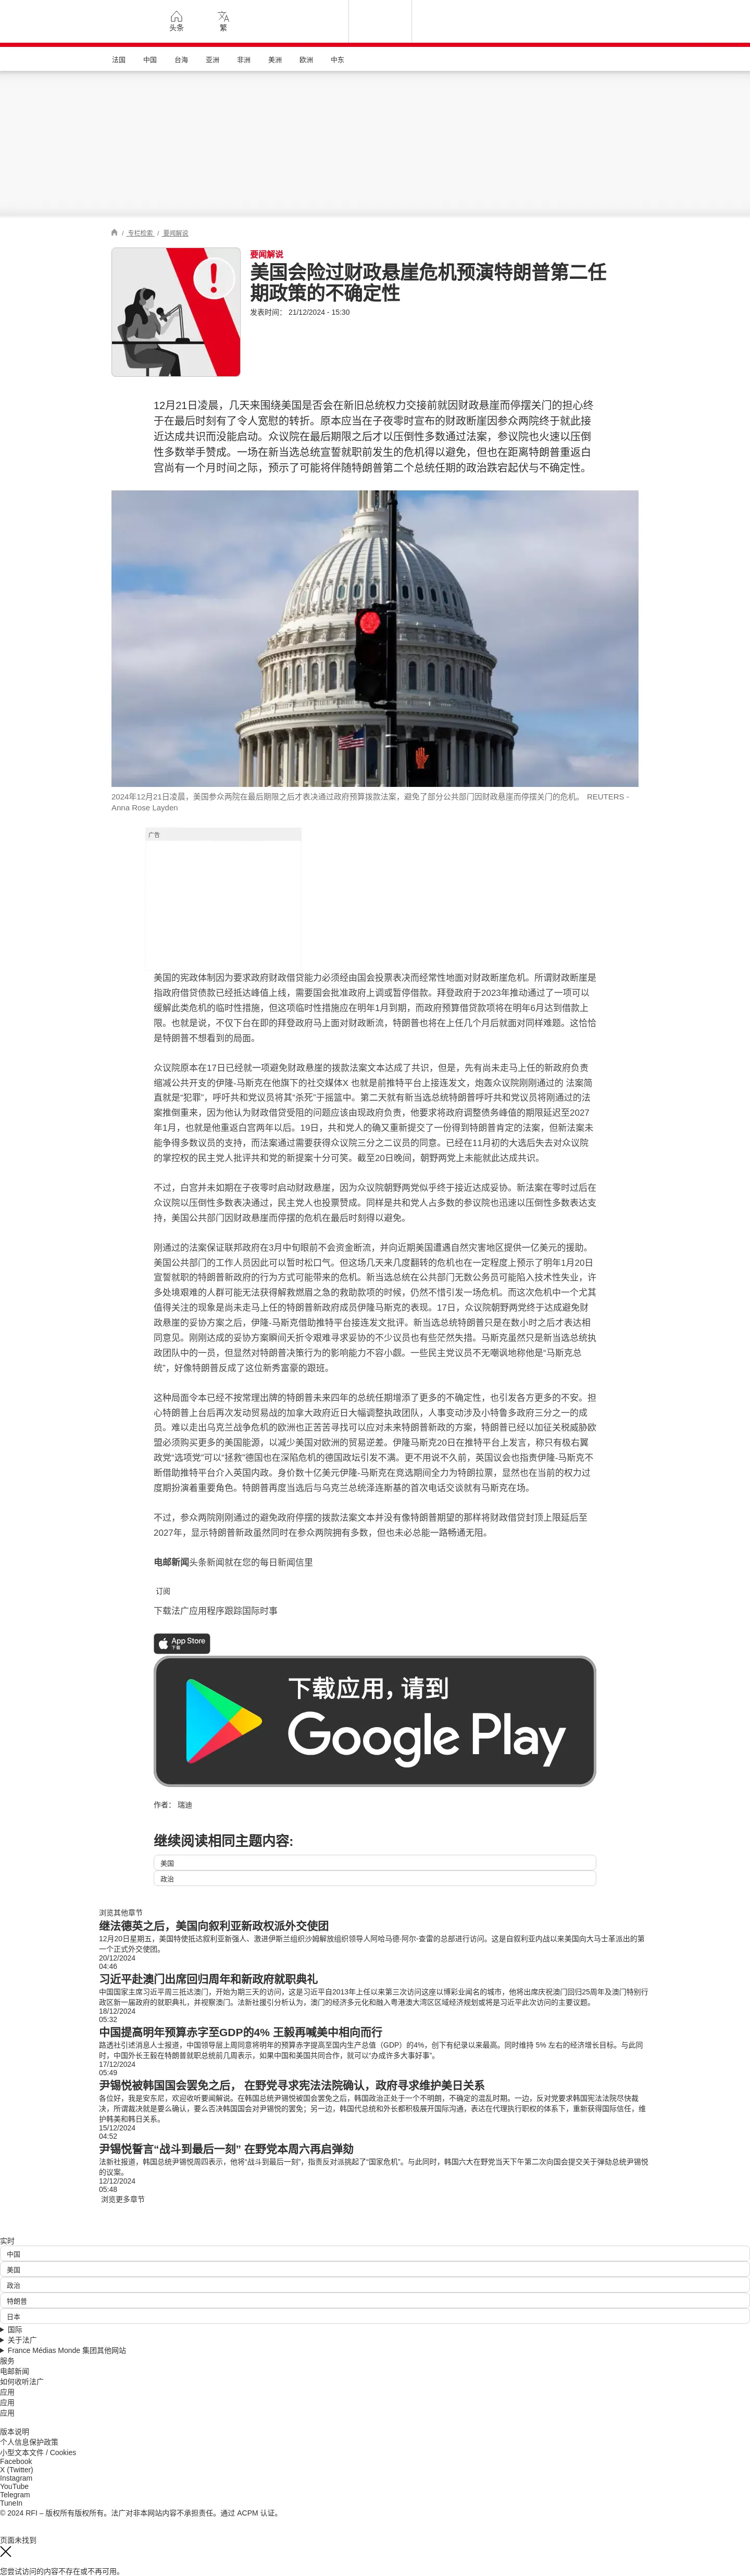 头条
繁
法国 中国 台海 亚洲 非洲 美洲 欧洲 中东
/ 专栏检索 / 要闻解说
要闻解说
美国会险过财政悬崖危机预演特朗普第二任
期政策的不确定性
发表时间： 21/12/2024 - 15:30
12月21日凌晨，几天来围绕美国是否会在新旧总统权力交接前就因财政悬崖而停摆关门的担心终
于在最后时刻有了令人宽慰的转折。原本应当在子夜零时宣布的财政断崖因参众两院终于就此接
近达成共识而没能启动。众议院在最后期限之后才以压倒性多数通过法案，参议院也火速以压倒
性多数举手赞成。一场在新当选总统宣誓就职前发生的危机得以避免，但也在距离特朗普重返白
宫尚有一个月时间之际，预示了可能将伴随特朗普第二个总统任期的政治跌宕起伏与不确定性。
2024年12月21日凌晨，美国参众两院在最后期限之后才表决通过政府预算拨款法案，避免了部分公共部门因财政悬崖而停摆关门的危机。 REUTERS -
Anna Rose Layden
广告
美国的宪政体制因为要求政府财政借贷能力必须经由国会投票表决而经常性地面对财政断崖危机。所谓财政断崖是
指政府借贷债款已经抵达峰值上线，需要国会批准政府上调或暂停借款。拜登政府于2023年推动通过了一项可以
缓解此类危机的临时性措施，但这项临时性措施应在明年1月到期，而政府预算借贷款项将在明年6月达到借款上
限。也就是说，不仅下台在即的拜登政府马上面对财政断流，特朗普也将在上任几个月后就面对同样难题。这恰恰
是特朗普不想看到的局面。
众议院原本在17日已经就一项避免财政悬崖的拨款法案文本达成了共识，但是，先有尚未走马上任的新政府负责
缩减公共开支的伊隆-马斯克在他旗下的社交媒体X 也就是前推特平台上接连发文，炮轰众议院刚刚通过的 法案简
直就是“犯罪”，呼吁共和党议员将其“杀死”于摇篮中。第二天就有新当选总统特朗普呼吁共和党议员将刚通过的法
案推倒重来，因为他认为财政借贷受阻的问题应该由现政府负责，他要求将政府调整债务峰值的期限延迟至2027
年1月，也就是他重返白宫两年以后。19日，共和党人的确又重新提交了一份得到特朗普肯定的法案，但新法案未
能争得多数议员的支持，而法案通过需要获得众议院三分之二议员的同意。已经在11月初的大选后失去对众议院
的掌控权的民主党人批评共和党的新提案十分可笑。截至20日晚间，朝野两党上未能就此达成共识。
不过，白宫并未如期在子夜零时启动财政悬崖，因为众议院朝野两党似乎终于接近达成妥协。新法案在零时过后在
众议院以压倒性多数表决通过，民主党人也投票赞成。同样是共和党人占多数的参议院也迅速以压倒性多数表达支
持，美国公共部门因财政悬崖而停摆的危机在最后时刻得以避免。
刚通过的法案保证联邦政府在3月中旬眼前不会资金断流，并向近期美国遭遇自然灾害地区提供一亿美元的援助。
美国公共部门的工作人员因此可以暂时松口气。但这场几天来几度翻转的危机也在一定程度上预示了明年1月20日
宣誓就职的特朗普新政府的行为方式可能带来的危机。新当选总统在公共部门无数公务员可能陷入技术性失业，许
多处境艰难的人群可能无法获得解救燃眉之急的救助款项的时候，仍然不惜引发一场危机。而这次危机中一个尤其
值得关注的现象是尚未走马上任的特朗普新政府成员伊隆马斯克的表现。17日，众议院朝野两党终于达成避免财
政悬崖的妥协方案之后，伊隆-马斯克借助推特平台接连发文批评。新当选总统特朗普只是在数小时之后才表达相
同意见。刚刚达成的妥协方案瞬间夭折令艰难寻求妥协的不少议员也有些茫然失措。马斯克虽然只是新当选总统执
政团队中的一员，但显然对特朗普决策行为的影响能力不容小觑。一些民主党议员不无嘲讽地称他是“马斯克总
统”，好像特朗普反成了这位新秀富豪的跟班。
这种局面令本已经不按常理出牌的特朗普未来四年的总统任期增添了更多的不确定性，也引发各方更多的不安。担
心特朗普上台后再次发动贸易战的加拿大政府近日大幅调整执政团队，人事变动涉及小特鲁多政府三分之一的成
员。难以走出乌克兰战争危机的欧洲也正苦苦寻找可以应对未来特朗普新政的方案，特朗普已经以加征关税威胁欧
盟必须购买更多的美国能源，以减少美国对欧洲的贸易逆差。伊隆马斯克20日在推特平台上发言，称只有极右翼
政党“选项党”可以“拯救”德国也在深陷危机的德国政坛引发不满。更不用说不久前，英国议会也指责伊隆-马斯克不
断借助推特平台介入英国内政。身价数十亿美元伊隆-马斯克在竞选期间全力为特朗拉票，显然也在当前的权力过
度期扮演着重要角色。特朗普再度当选后与乌克兰总统泽连斯基的首次电话交谈就有马斯克在场。
不过，参众两院刚刚通过的避免政府停摆的拨款法案文本并没有像特朗普期望的那样将财政借贷封顶上限延后至
2027年，显示特朗普新政虽然同时在参众两院拥有多数，但也未必总能一路畅通无阻。
电邮新闻头条新闻就在您的每日新闻信里
订阅
下载法广应用程序跟踪国际时事
App Store
下载
下载应用，请到
Google Play
作者： 瑞迪
继续阅读相同主题内容:
美国
政治
浏览其他章节
继法德英之后，美国向叙利亚新政权派外交使团
12月20日星期五，美国特使抵达叙利亚新强人、激进伊斯兰组织沙姆解放组织领导人阿哈马德·阿尔·查雷的总部进行访问。这是自叙利亚内战以来美国向大马士革派出的第
一个正式外交使团。
20/12/2024
04:46
习近平赴澳门出席回归周年和新政府就职典礼
中国国家主席习近平周三抵达澳门，开始为期三天的访问，这是习近平自2013年上任以来第三次访问这座以博彩业闻名的城市，他将出席庆祝澳门回归25周年及澳门特别行
政区新一届政府的就职典礼，并视察澳门。法新社援引分析认为，澳门的经济多元化和融入粤港澳大湾区区域经济规划或将是习近平此次访问的主要议题。
18/12/2024
05:32
中国提高明年预算赤字至GDP的4% 王毅再喊美中相向而行
路透社引述消息人士报道，中国领导层上周同意将明年的预算赤字提高至国内生产总值（GDP）的4%，创下有纪录以来最高。同时维持 5% 左右的经济增长目标。与此同
时，中国外长王毅在特朗普就职总统前几周表示，如果中国和美国共同合作，就可以“办成许多大事好事”。
17/12/2024
05:49
尹锡悦被韩国国会罢免之后， 在野党寻求宪法法院确认，政府寻求维护美日关系
各位好，我是安东尼，欢迎收听要闻解说。在韩国总统尹锡悦被国会罢免之后，韩国政治正处于一个不明朗，不确定的混乱时期。一边，反对党要求韩国宪法法院尽快裁
决，所谓裁决就是要么确认，要么否决韩国国会对尹锡悦的罢免；另一边，韩国代总统和外长都积极展开国际沟通，表达在代理执行职权的体系下，重新获得国际信任，维
护韩美和韩日关系。
15/12/2024
04:52
尹锡悦誓言“战斗到最后一刻” 在野党本周六再启弹劾
法新社报道，韩国总统尹锡悦周四表示，他将“战斗到最后一刻”，指责反对派挑起了“国家危机”。与此同时，韩国六大在野党当天下午第二次向国会提交关于弹劾总统尹锡悦
的议案。
12/12/2024
05:48
浏览更多章节
实时
中国
美国
政治
特朗普
日本
国际
关于法广
France Médias Monde 集团其他网站
服务
电邮新闻
如何收听法广
应用
应用
应用
版本说明
个人信息保护政策
小型文本文件 / Cookies
Facebook
X (Twitter)
Instagram
YouTube
Telegram
TuneIn
© 2024 RFI – 版权所有版权所有。法广对非本网站内容不承担责任。通过 ACPM 认证。
页面未找到
您尝试访问的内容不存在或不再可用。